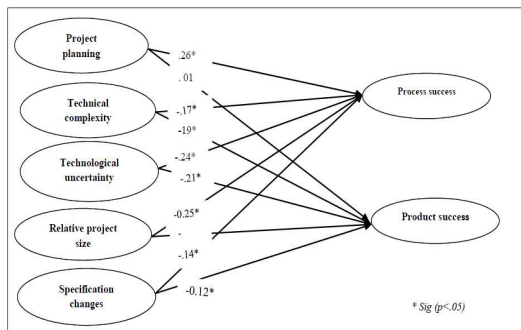 Project
planning
.26*
.01
Process success
Technical
complexity
-.17*
-19*
Technological
uncertainty
-.24*
-.21*
Product success
Relative project
size
-0.25*
-
-.14*
Specification
changes
-0.12*
* Sig (p<.05)